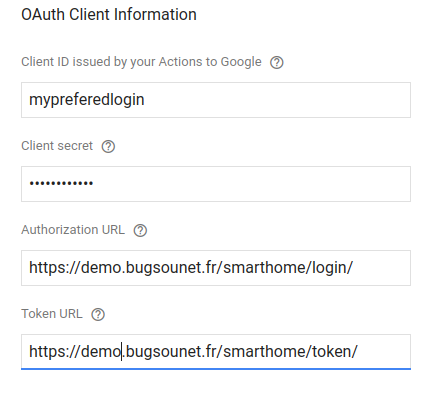 OAuth Client Information
Client ID issued by your Actions to Google
mypreferedlogin
Client secret
••••••••••••
Authorization URL
https://demo.bugsounet.fr/smarthome/login/
Token URL
https://demo.bugsounet.fr/smarthome/token/